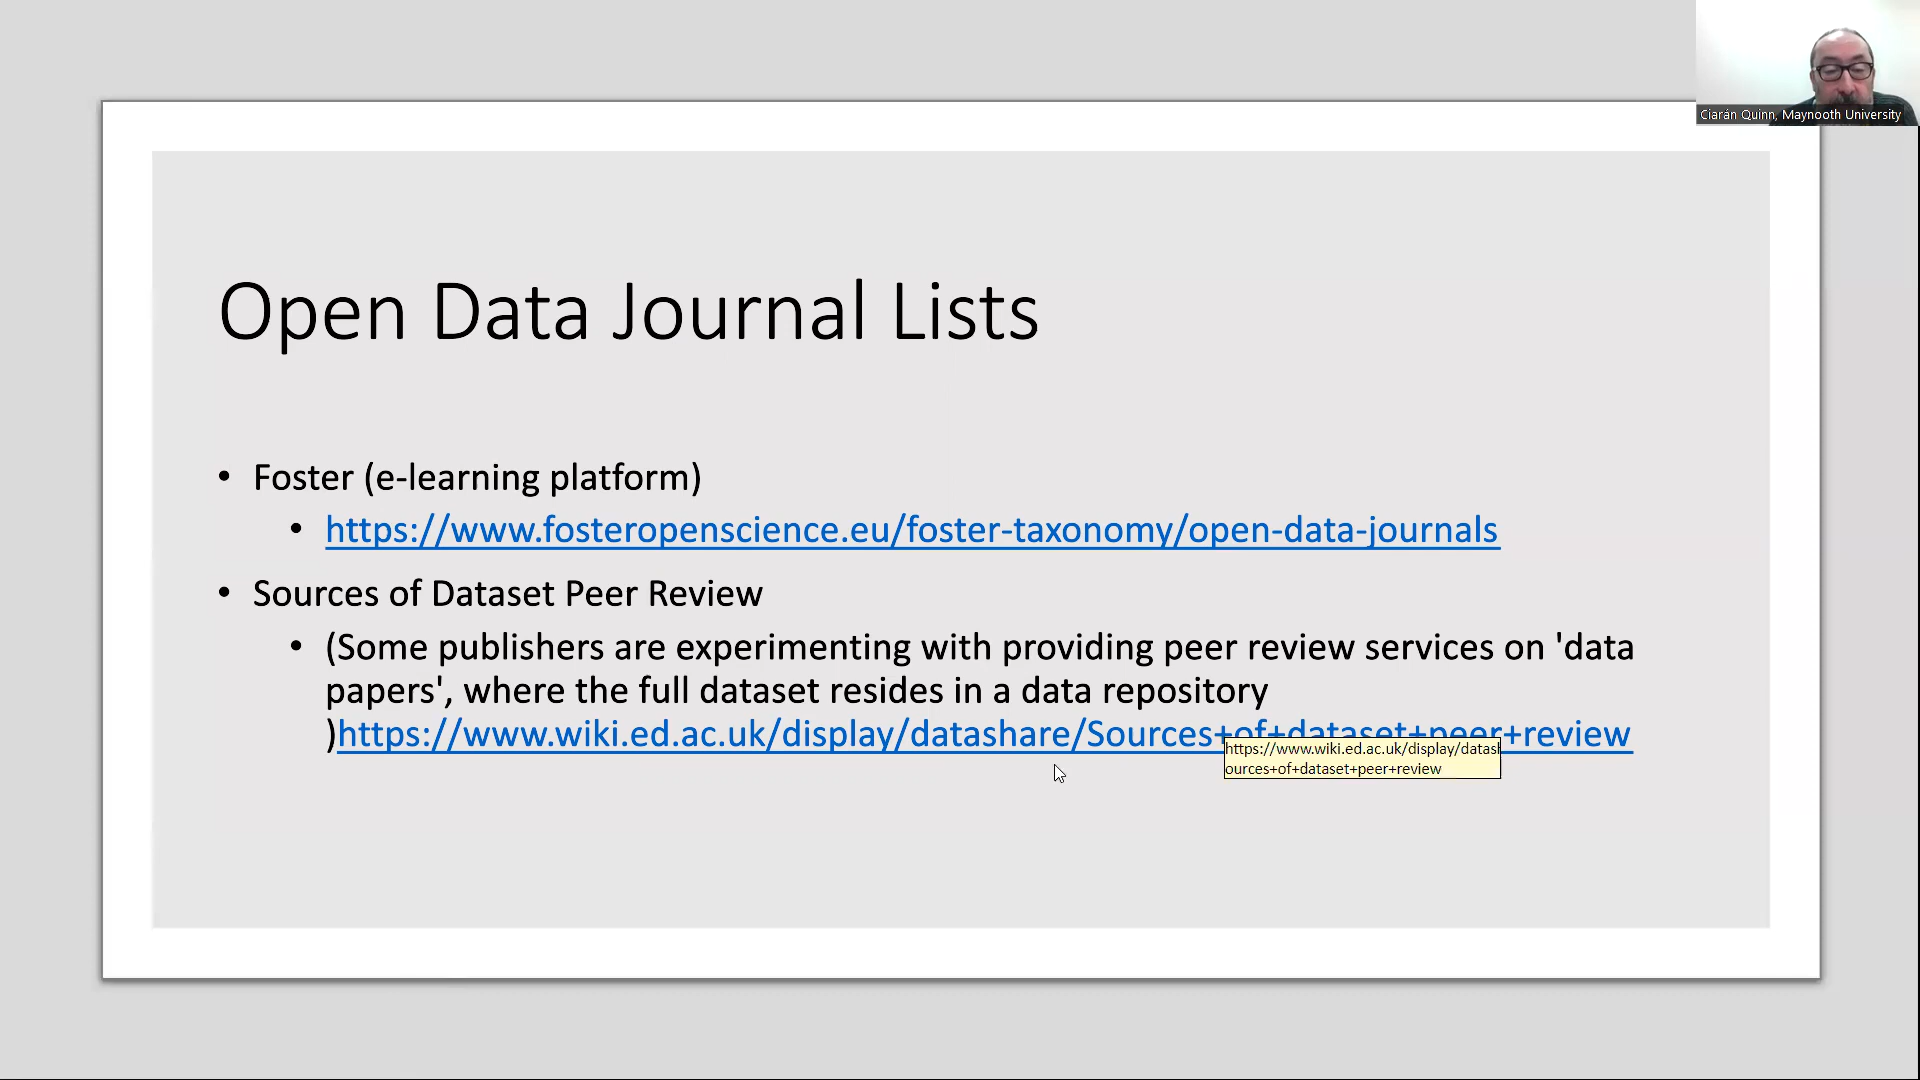 Ciarán Quinn, Maynooth University
Open Data Journal Lists
• Foster (e-learning platform)
• https://www.fosteropenscience.eu/foster-taxonomy/open-data-journals
• Sources of Dataset Peer Review
• (Some publishers are experimenting with providing peer review services on 'data
papers', where the full dataset resides in a data repository
)https://www.wiki.ed.ac.uk/display/datashare/Sources+of+dataset+peer+review
https://www.wiki.ed.ac.uk/display/datas
ources+of+dataset+peer+review